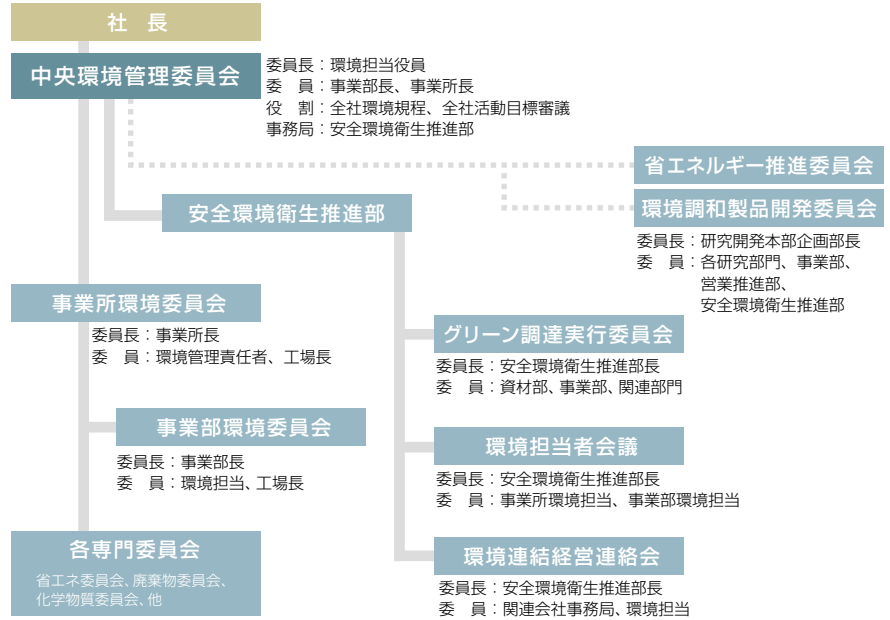 社 長
中央環境管理委員会
委員長：環境担当役員
委　員：事業部長、事業所長
役　割：全社環境規程、全社活動目標審議
事務局：安全環境衛生推進部
省エネルギー推進委員会
環境調和製品開発委員会
委員長：研究開発本部企画部長
委　員：各研究部門、事業部、
営業推進部、
安全環境衛生推進部
安全環境衛生推進部
事業所環境委員会
委員長：事業所長
委　員：環境管理責任者、工場長
グリーン調達実行委員会
委員長：安全環境衛生推進部長
委　員：資材部、事業部、関連部門
事業部環境委員会
委員長：事業部長
委　員：環境担当、工場長
環境担当者会議
委員長：安全環境衛生推進部長
委　員：事業所環境担当、事業部環境担当
各専門委員会
省エネ委員会、廃棄物委員会、
化学物質委員会、他
環境連結経営連絡会
委員長：安全環境衛生推進部長
委　員：関連会社事務局、環境担当